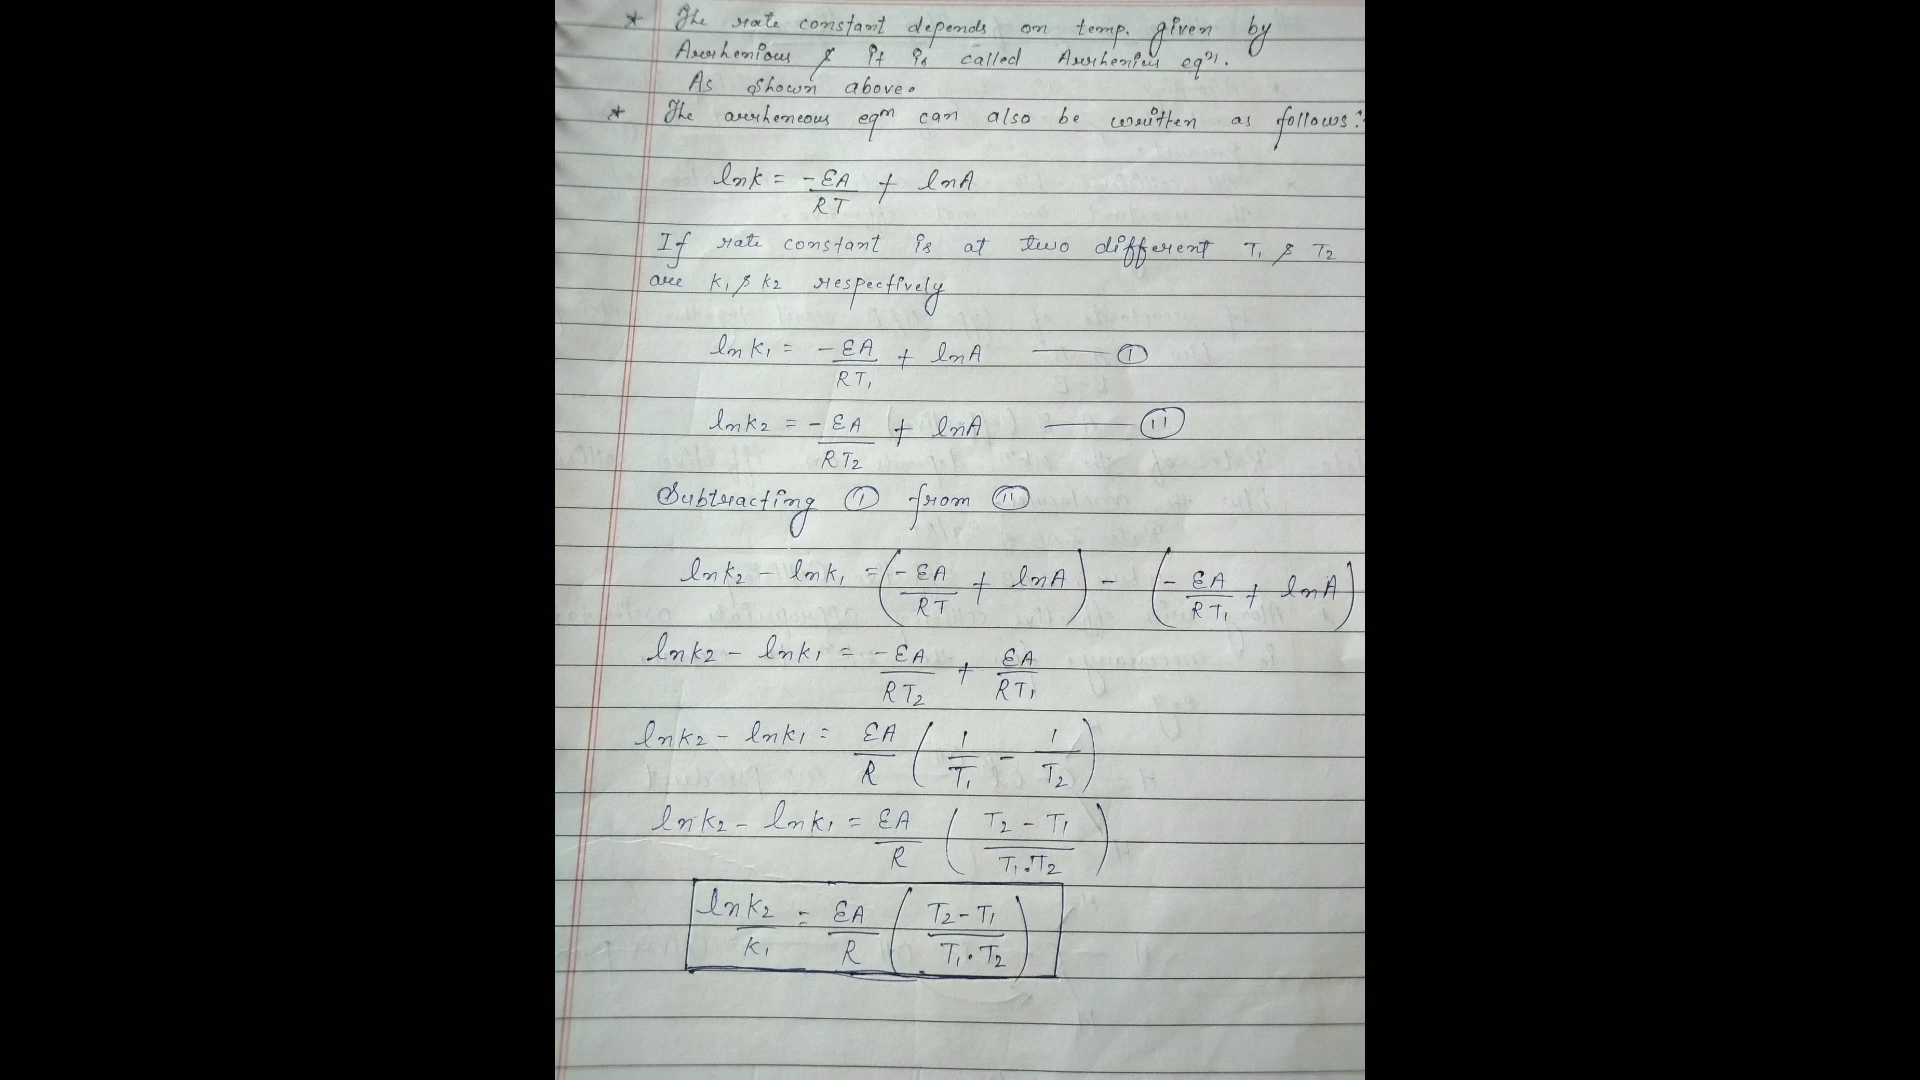 * The rate constant depends on temp. given by
Arrhenious & it is called Arrhenius eqn.
As shown above.
* The arrheneous eqn can also be written as follows:
lnk = -EA/RT + lnA
If rate constant is at two different T1 & T2
are K1 & K2 respectively
lnK1 = -EA/RT1 + lnA — (I)
lnK2 = -EA/RT2 + lnA — (II)
Subtracting (I) from (II)
lnK2 - lnK1 = (-EA/RT + lnA) - (-EA/RT1 + lnA)
lnK2 - lnK1 = -EA/RT2 + EA/RT1
lnK2 - lnK1 = EA/R (1/T1 - 1/T2)
lnK2 - lnK1 = EA/R (T2 - T1/T1.T2)
lnK2/K1 = EA/R (T2 - T1/T1.T2)